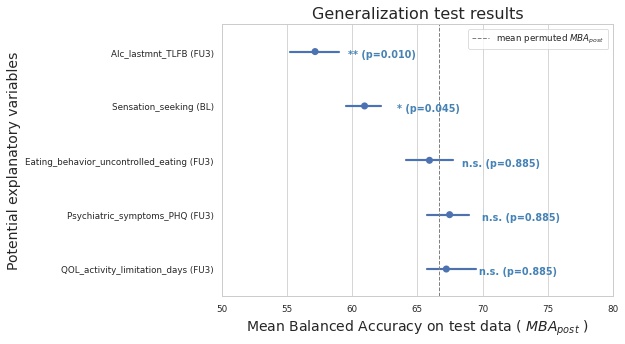 Generalization test results
mean permuted MBA_post
Potential explanatory variables
Alc_lastmnt_TLFB (FU3)
** (p=0.010)
Sensation_seeking (BL)
* (p=0.045)
Eating_behavior_uncontrolled_eating (FU3)
n.s. (p=0.885)
Psychiatric_symptoms_PHQ (FU3)
n.s. (p=0.885)
QOL_activity_limitation_days (FU3)
n.s. (p=0.885)
50 55 60 65 70 75 80
Mean Balanced Accuracy on test data ( MBA_post )